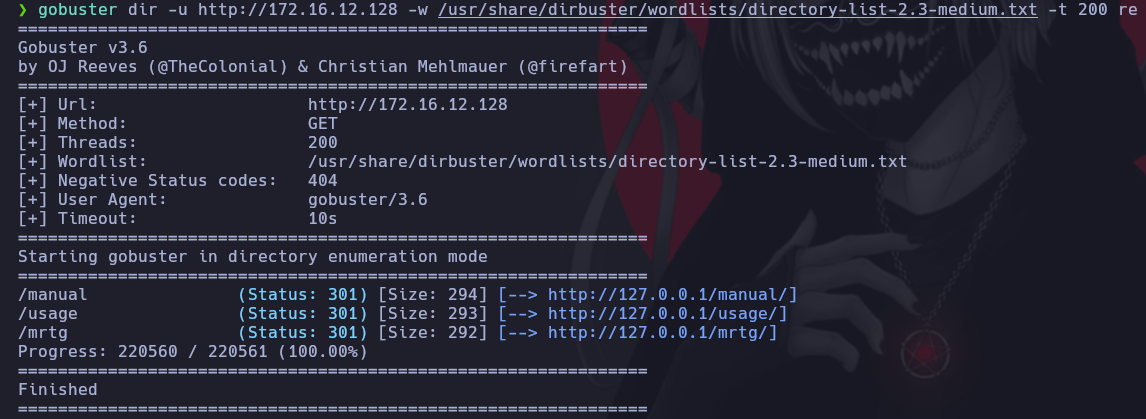 ❯ gobuster dir -u http://172.16.12.128 -w /usr/share/dirbuster/wordlists/directory-list-2.3-medium.txt -t 200 re
===============================================================
Gobuster v3.6
by OJ Reeves (@TheColonial) & Christian Mehlmauer (@firefart)
===============================================================
[+] Url:                     http://172.16.12.128
[+] Method:                  GET
[+] Threads:                 200
[+] Wordlist:                /usr/share/dirbuster/wordlists/directory-list-2.3-medium.txt
[+] Negative Status codes:   404
[+] User Agent:              gobuster/3.6
[+] Timeout:                 10s
===============================================================
Starting gobuster in directory enumeration mode
===============================================================
/manual               (Status: 301) [Size: 294] [--> http://127.0.0.1/manual/]
/usage                (Status: 301) [Size: 293] [--> http://127.0.0.1/usage/]
/mrtg                 (Status: 301) [Size: 292] [--> http://127.0.0.1/mrtg/]
Progress: 220560 / 220561 (100.00%)
===============================================================
Finished
===============================================================